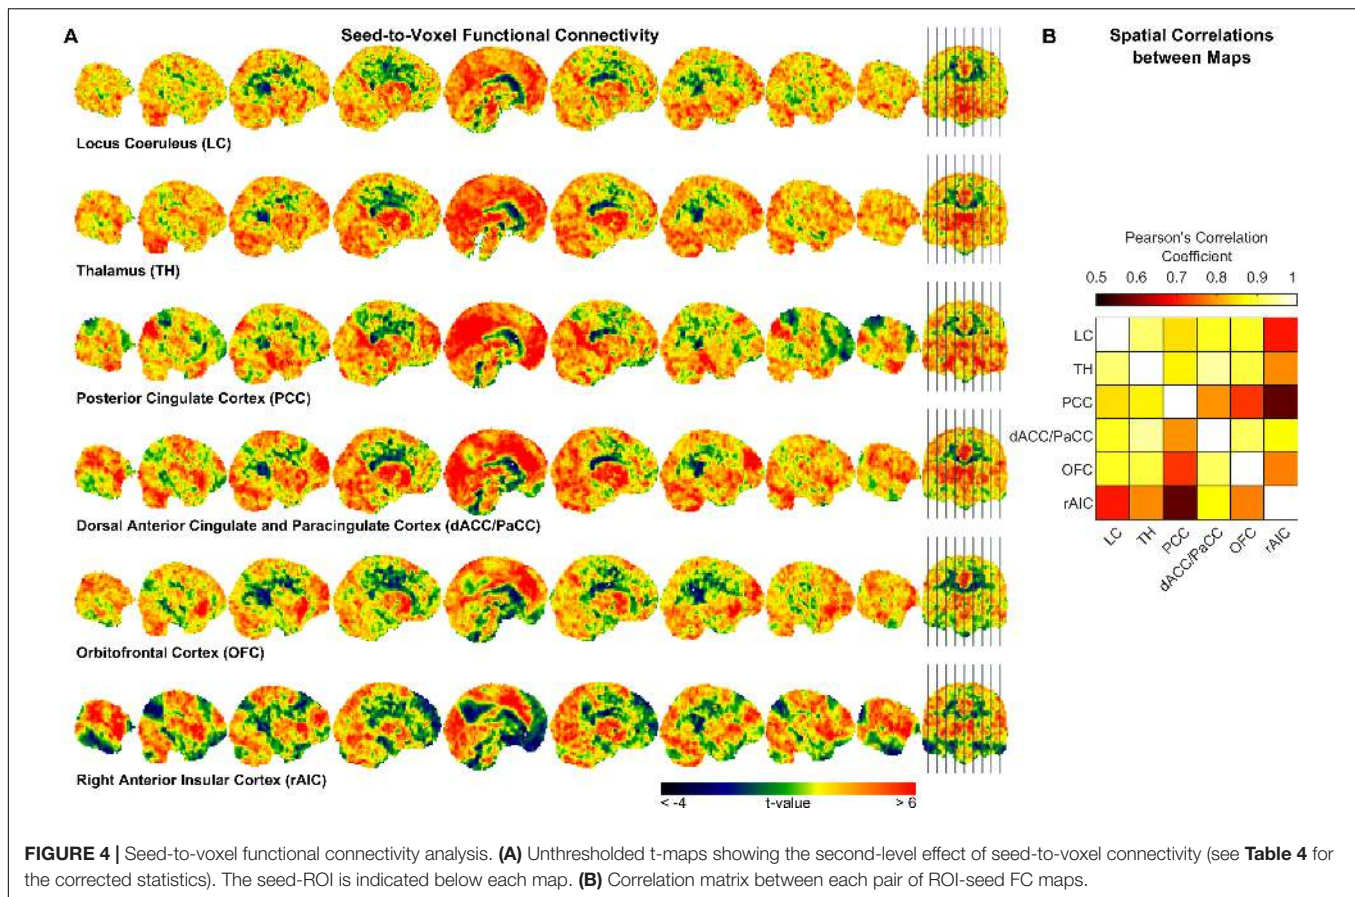 A
Seed-to-Voxel Functional Connectivity
Locus Coeruleus (LC)
Thalamus (TH)
Posterior Cingulate Cortex (PCC)
Dorsal Anterior Cingulate and Paracingulate Cortex (dACC/PaCC)
Orbitofrontal Cortex (OFC)
Right Anterior Insular Cortex (rAIC)
< -4 t-value > 6
B
Spatial Correlations
between Maps
Pearson's Correlation
Coefficient
0.5 0.6 0.7 0.8 0.9 1
LC
TH
PCC
dACC/PaCC
OFC
rAIC
LC TH PCC dACC/PaCC OFC rAIC
FIGURE 4 | Seed-to-voxel functional connectivity analysis. (A) Unthresholded t-maps showing the second-level effect of seed-to-voxel connectivity (see Table 4 for
the corrected statistics). The seed-ROI is indicated below each map. (B) Correlation matrix between each pair of ROI-seed FC maps.